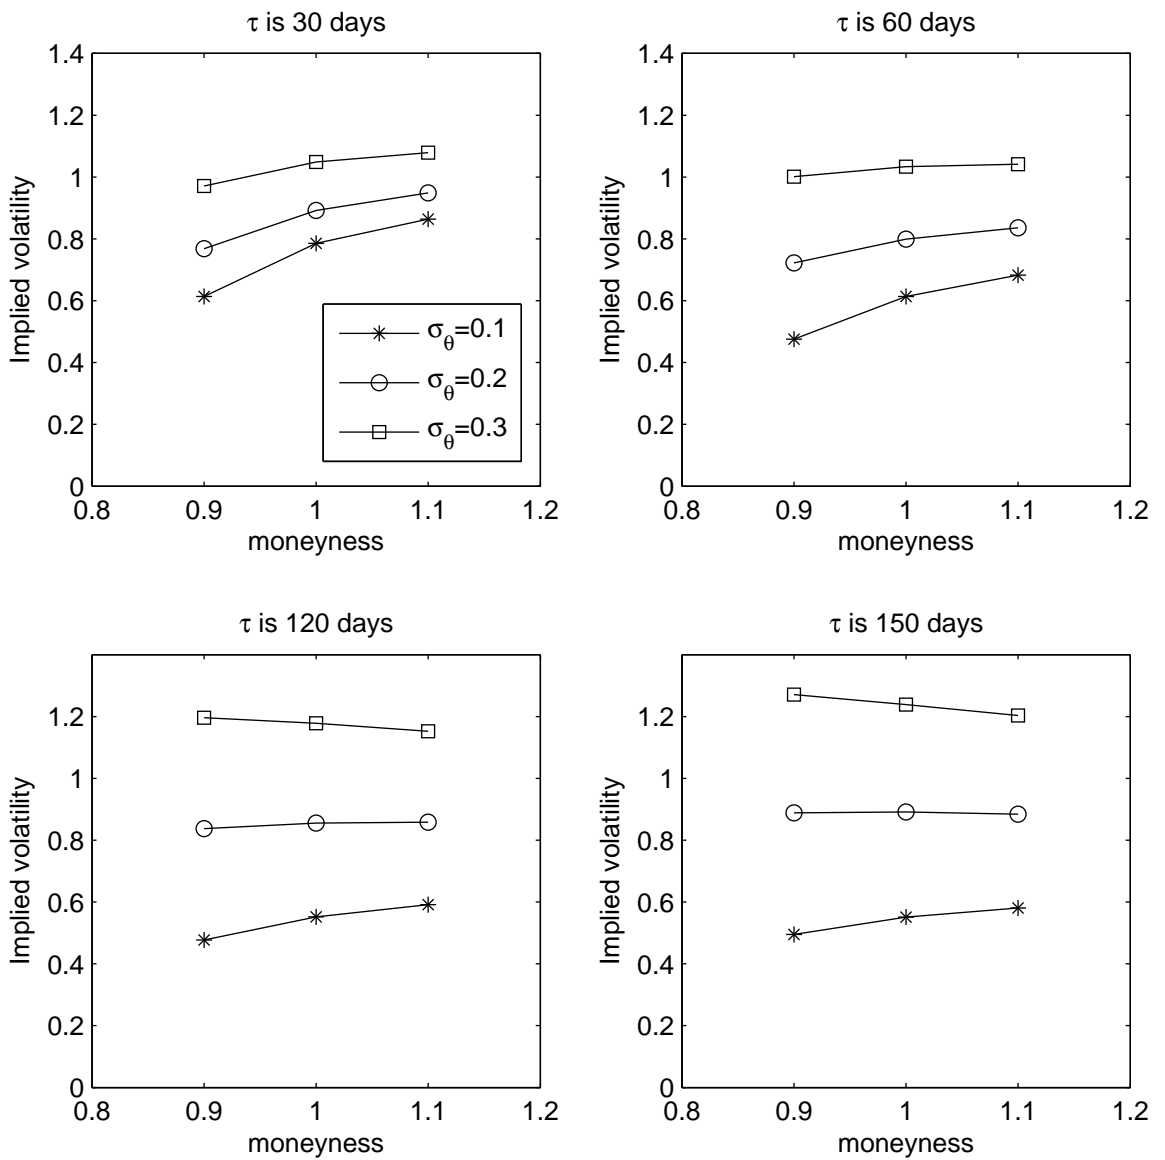 τ is 30 days
1.4
1.2
1
0.8
0.6
0.4
0.2
0
Implied volatility
σθ=0.1
σθ=0.2
σθ=0.3
0.8 0.9 1 1.1 1.2
moneyness
τ is 60 days
1.4
1.2
1
0.8
0.6
0.4
0.2
0
Implied volatility
0.8 0.9 1 1.1 1.2
moneyness
τ is 120 days
1.2
1
0.8
0.6
0.4
0.2
0
Implied volatility
0.8 0.9 1 1.1 1.2
moneyness
τ is 150 days
1.2
1
0.8
0.6
0.4
0.2
0
Implied volatility
0.8 0.9 1 1.1 1.2
moneyness